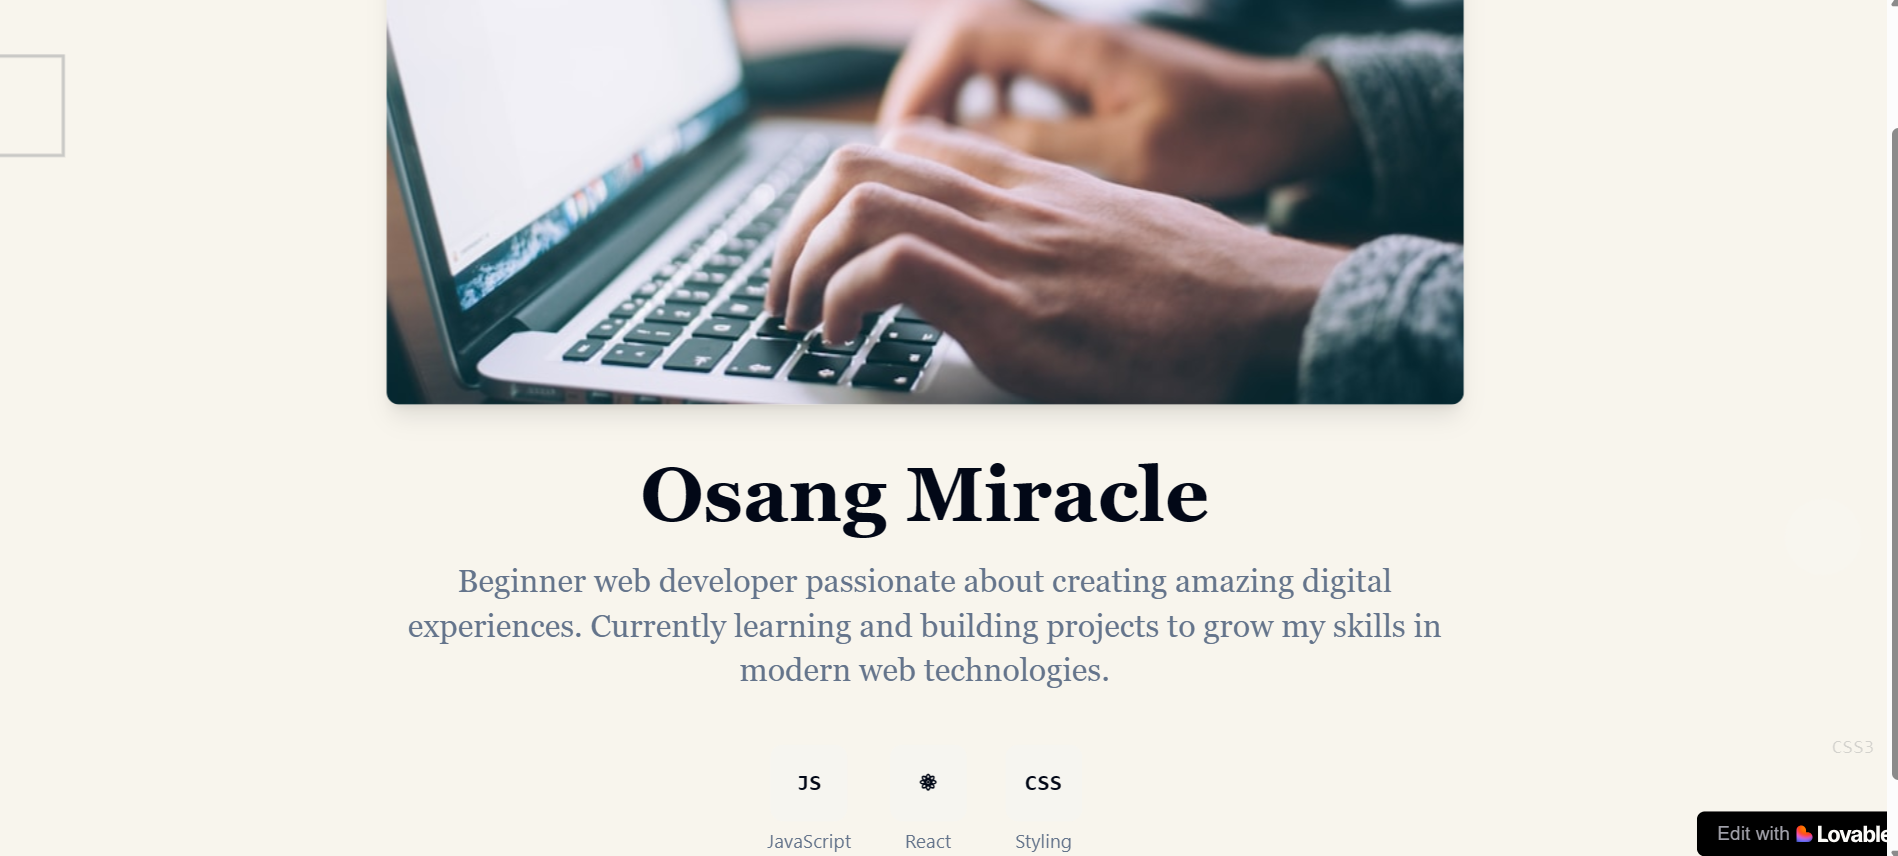 Osang Miracle
Beginner web developer passionate about creating amazing digital
experiences. Currently learning and building projects to grow my skills in
modern web technologies.
CSS3
JS
CSS
JavaScript
React
Styling
Edit with Lovable